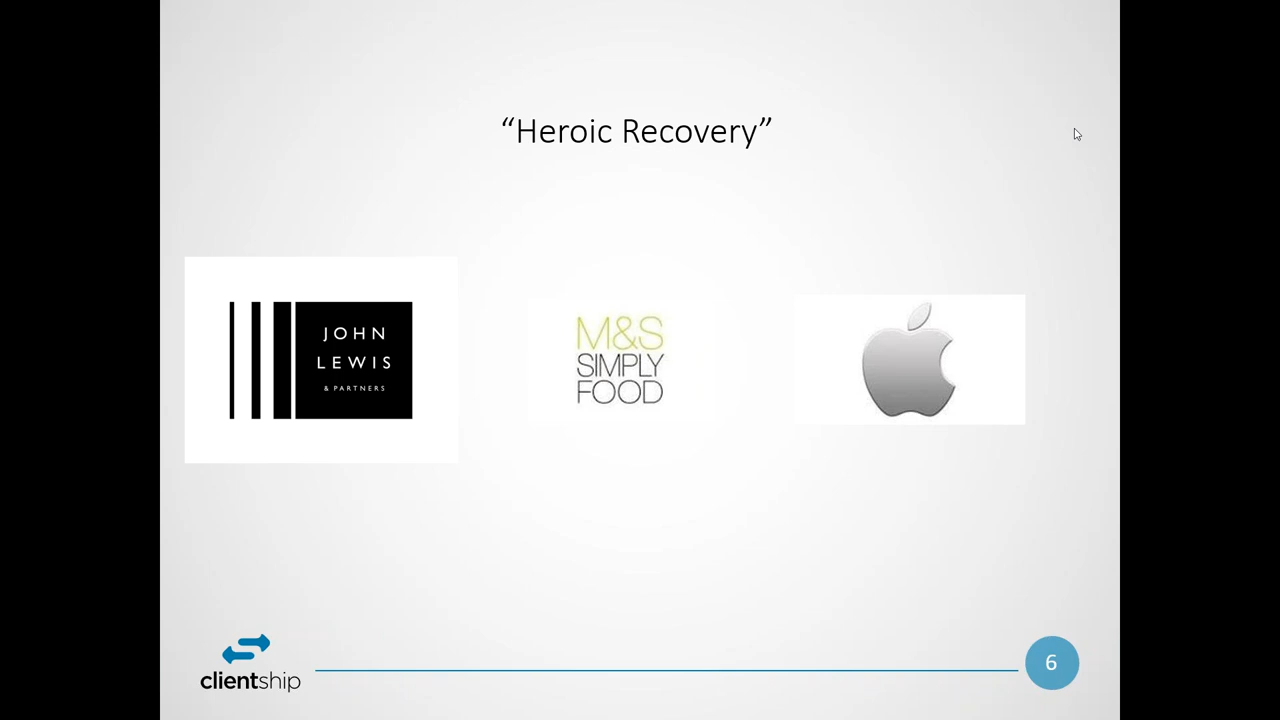 “Heroic Recovery”
JOHN
LEWIS
& PARTNERS
M&S
SIMPLY
FOOD
clientship
6